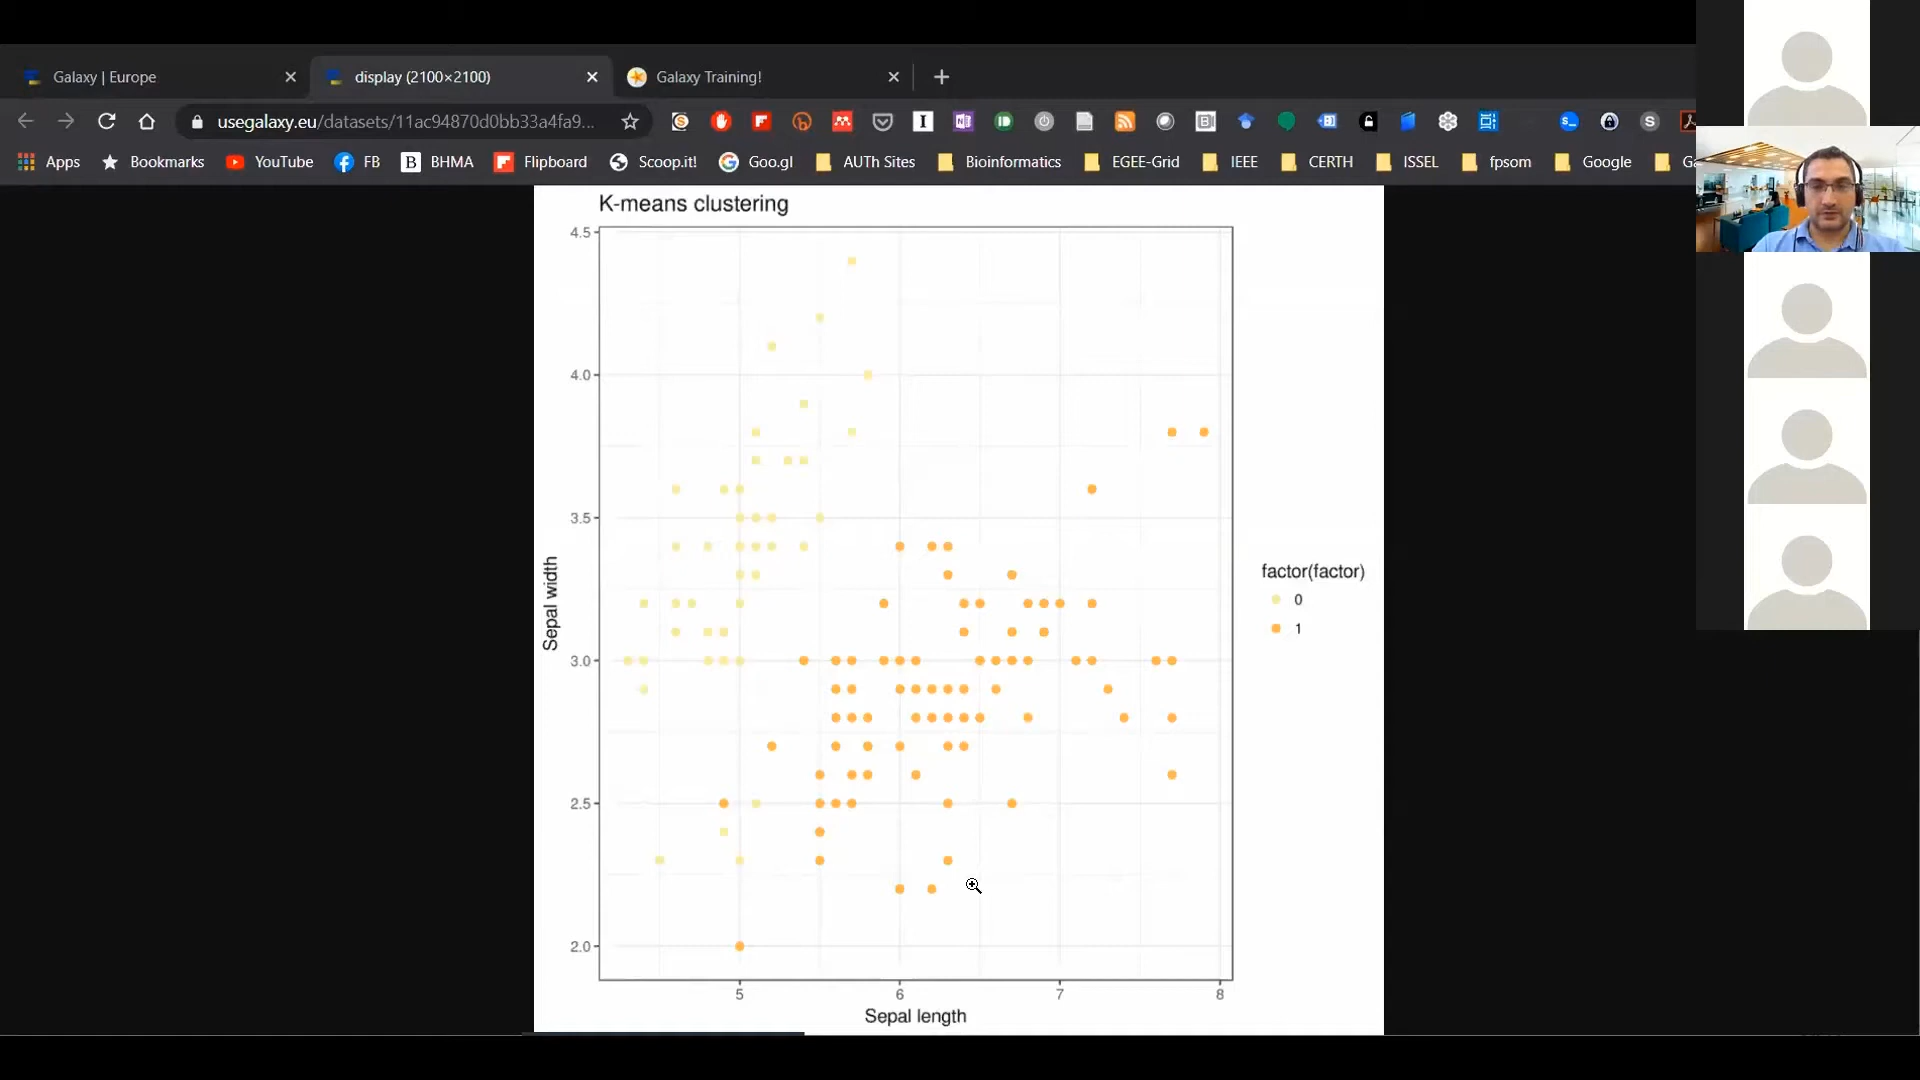 Galaxy | Europe
display (2100×2100)
Galaxy Training!
usegalaxy.eu/datasets/11ac94870d0bb33a4fa9...
Apps
Bookmarks
YouTube
FB
BHMA
Flipboard
Scoop.it!
Goo.gl
AUTh Sites
Bioinformatics
EGEE-Grid
IEEE
CERTH
ISSEL
fpsom
Google
K-means clustering
4.5
4.0
3.5
3.0
2.5
2.0
Sepal width
5
6
7
8
Sepal length
factor(factor)
0
1